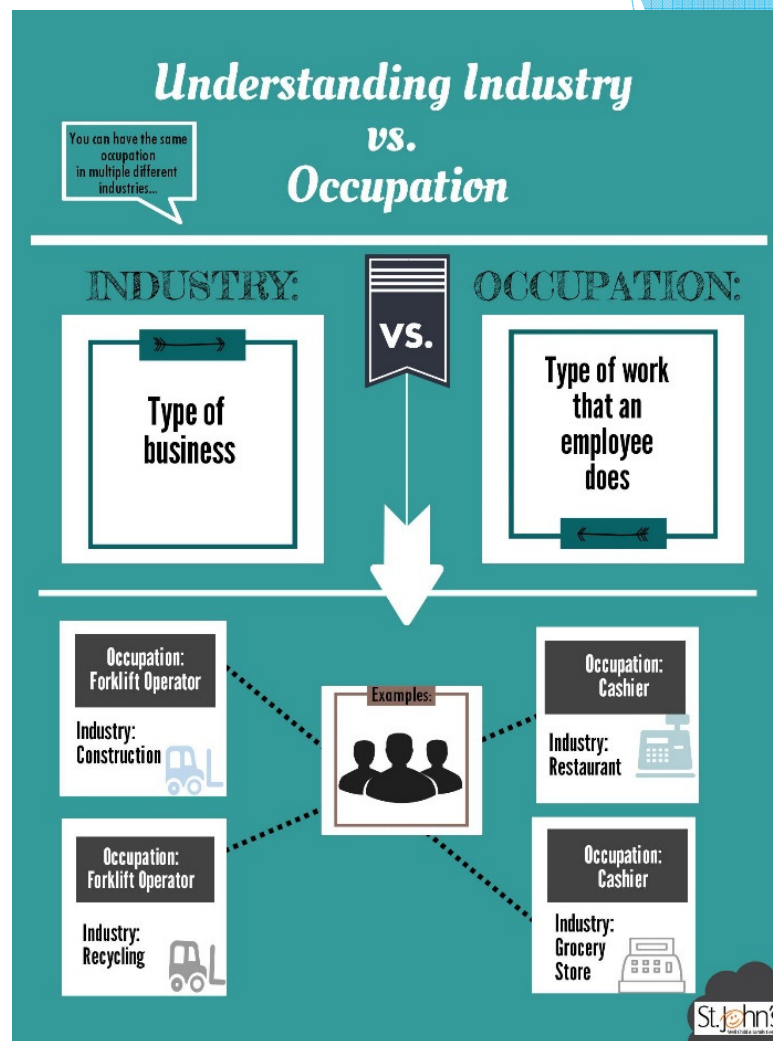 Understanding Industry
vs.
Occupation
You can have the same
occupation
in multiple different
industries...
INDUSTRY:
VS.
OCCUPATION:
Type of
business
Type of work
that an
employee
does
Examples:
Occupation:
Forklift Operator
Industry:
Construction
Occupation:
Cashier
Industry:
Restaurant
Occupation:
Forklift Operator
Industry:
Recycling
Occupation:
Cashier
Industry:
Grocery
Store
St.John's